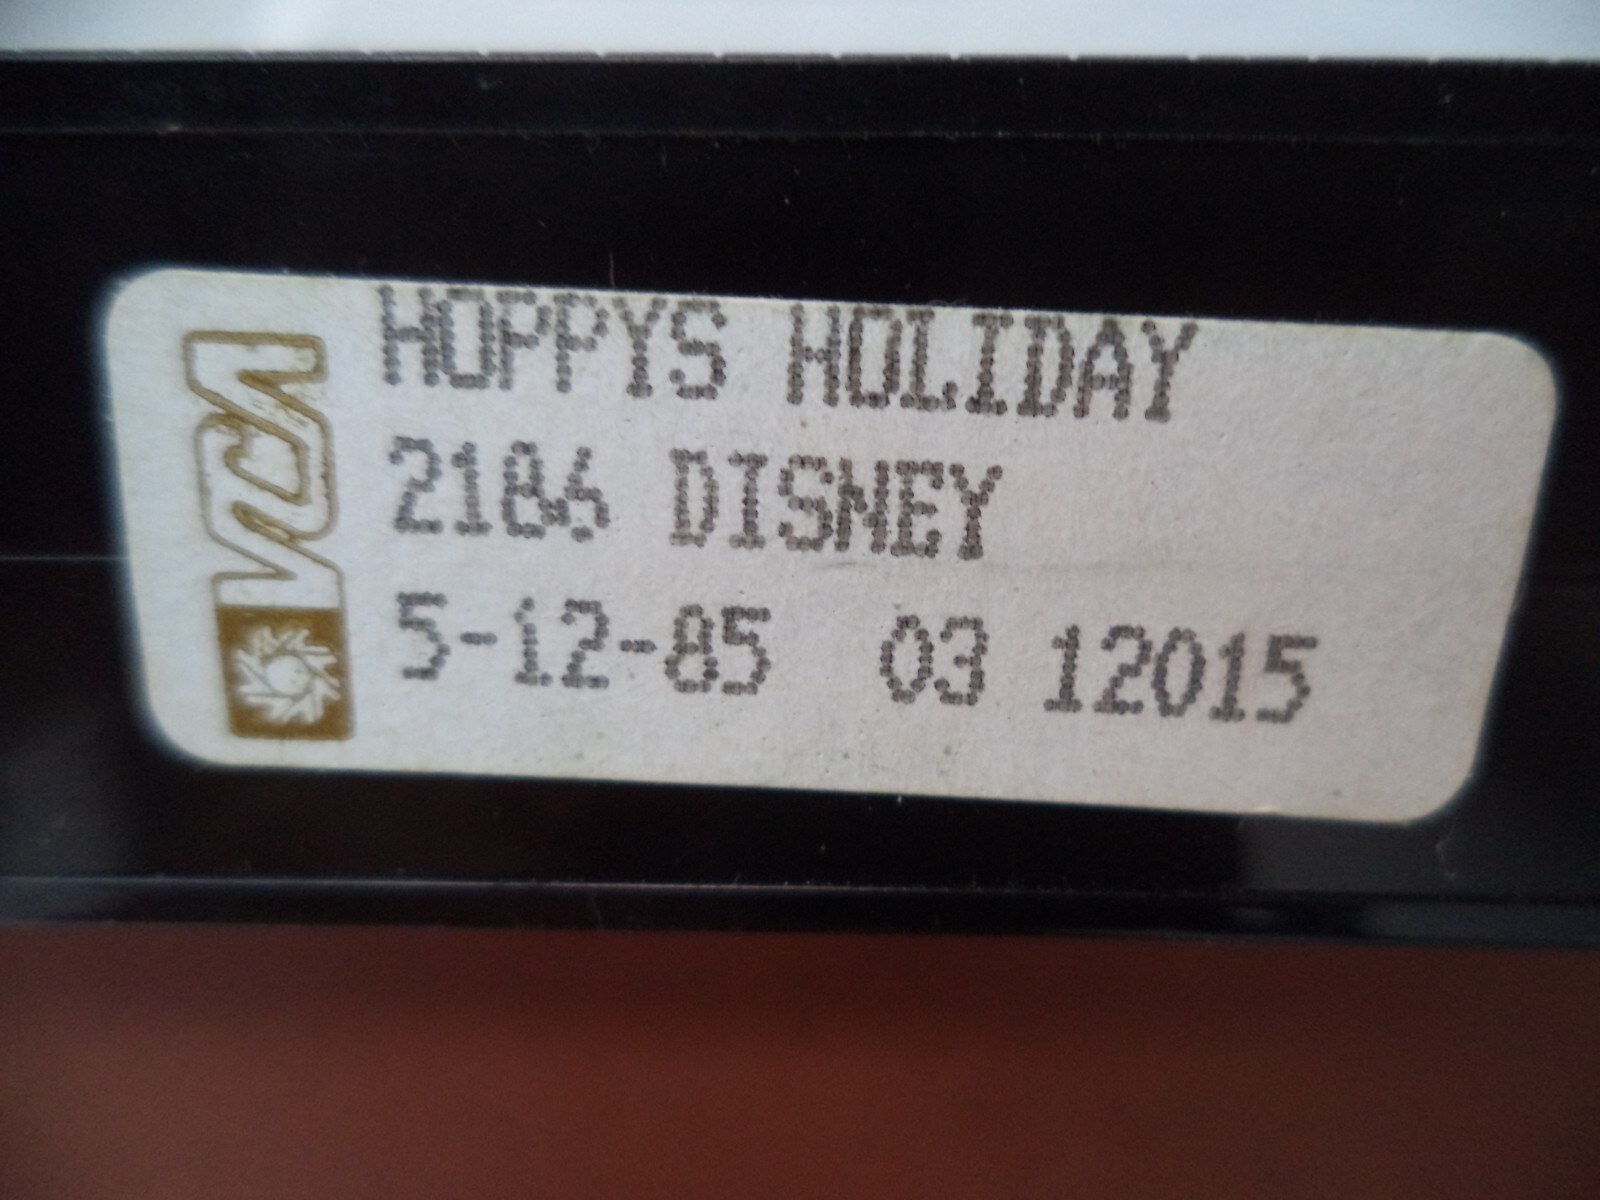 VCA
HOPPYS HOLIDAY
2186 DISNEY
5-12-85 03 12015